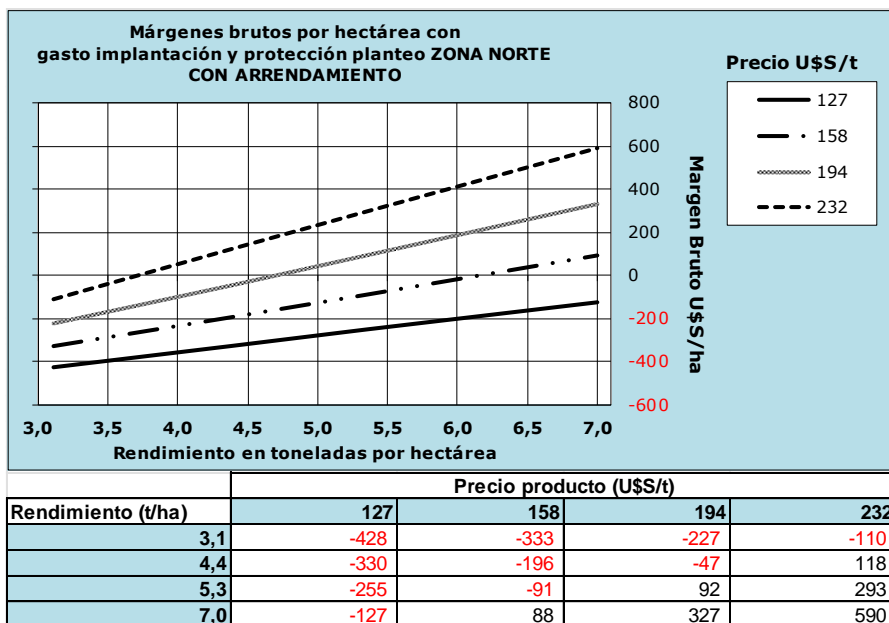 Márgenes brutos por hectárea con
gasto implantación y protección planteo ZONA NORTE
CON ARRENDAMIENTO
Precio U$S/t
127
158
194
232
800
600
400
200
0
-200
-400
-600
Margen Bruto U$S/ha
3,0 3,5 4,0 4,5 5,0 5,5 6,0 6,5 7,0
Rendimiento en toneladas por hectárea
Precio producto (U$S/t)
Rendimiento (t/ha) 127 158 194 232
3,1 -428 -333 -227 -110
4,4 -330 -196 -47 118
5,3 -255 -91 92 293
7,0 -127 88 327 590